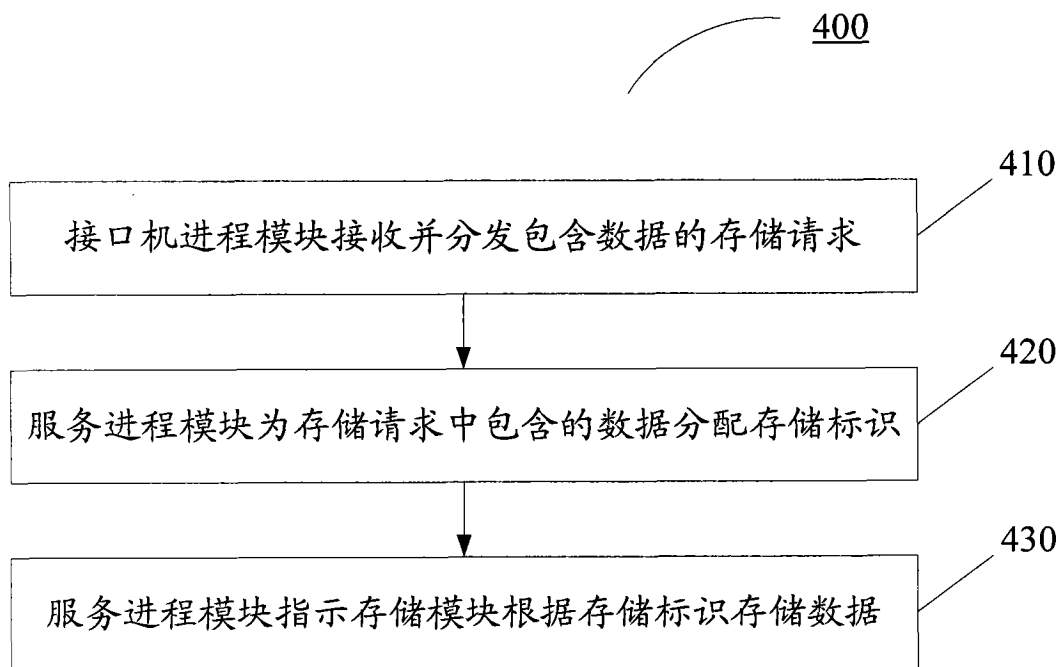 400
410
接口机进程模块接收并分发包含数据的存储请求
420
服务进程模块为存储请求中包含的数据分配存储标识
430
服务进程模块指示存储模块根据存储标识存储数据